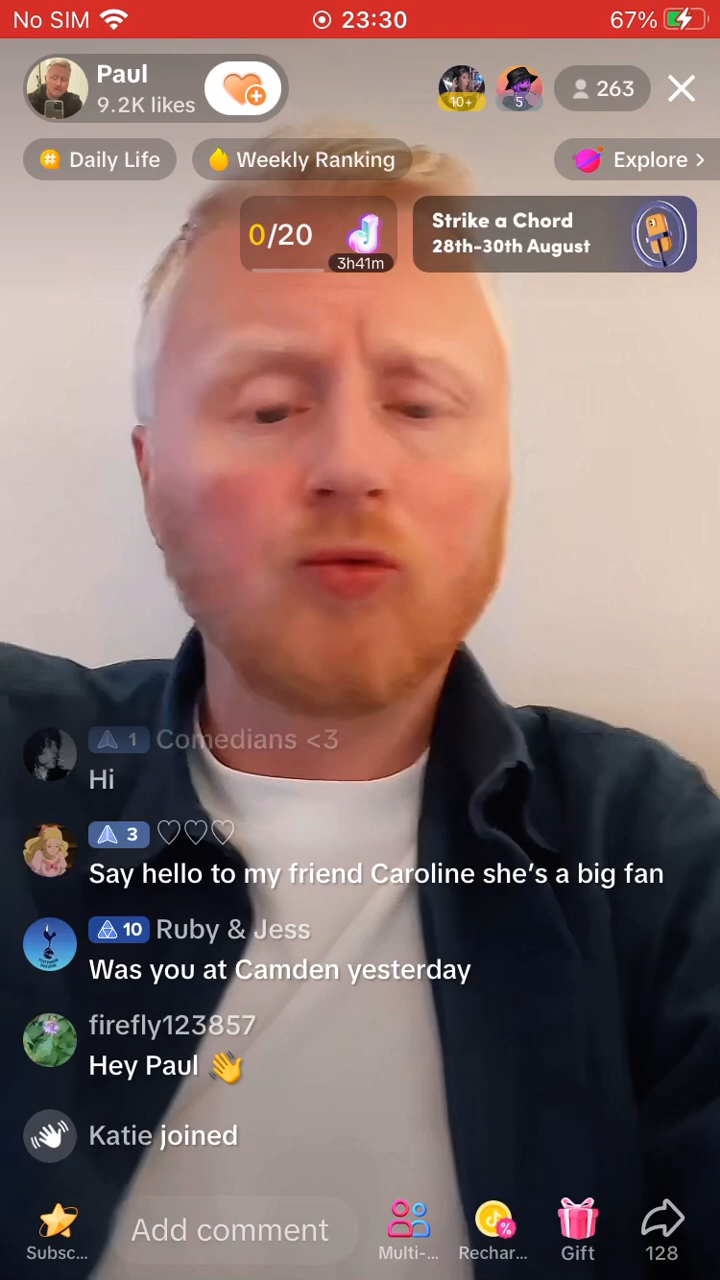 No SIM 23:30 67%
Paul
9.2K likes
10+
5
263
Daily Life
Weekly Ranking
Explore >
0/20
3h41m
Strike a Chord
28th-30th August
1 Comedians <3
Hi
3 ♡♡♡
Say hello to my friend Caroline she's a big fan
10 Ruby & Jess
Was you at Camden yesterday
firefly123857
Hey Paul 👋
Katie joined
Add comment
Subsc...
Multi-...
Rechar...
Gift
128